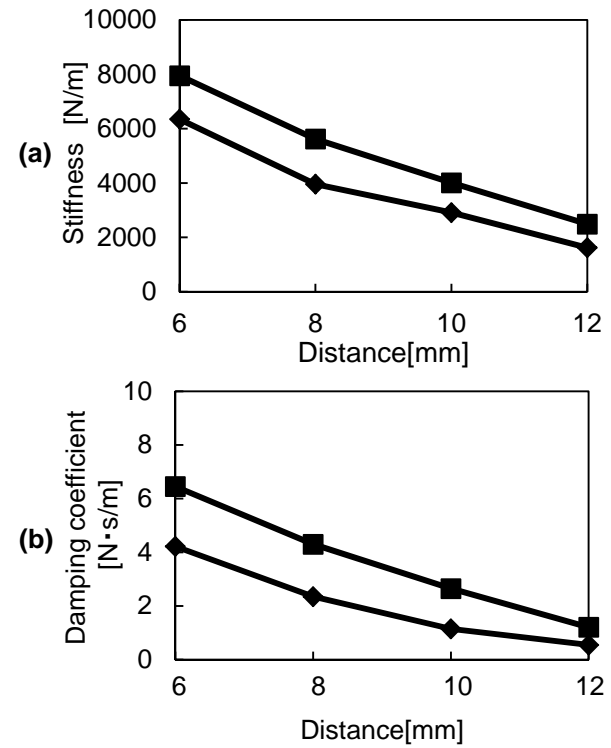 (a)
Stiffness [N/m]
10000
8000
6000
4000
2000
0
6 8 10 12
Distance[mm]
(b)
Damping coefficient
[N・s/m]
10
8
6
4
2
0
6 8 10 12
Distance[mm]